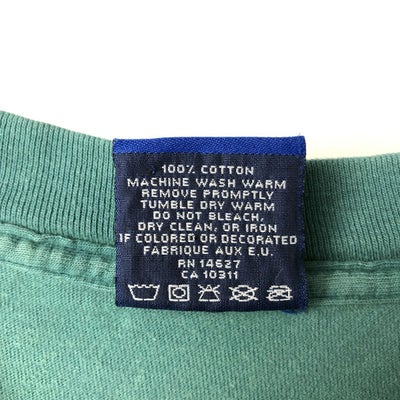 100% COTTON
MACHINE WASH WARM
REMOVE PROMPTLY
TUMBLE DRY WARM
DO NOT BLEACH,
DRY CLEAN, OR IRON
IF COLORED OR DECORATED
FABRIQUE AUX E.U.
RN 14627
CA 10311